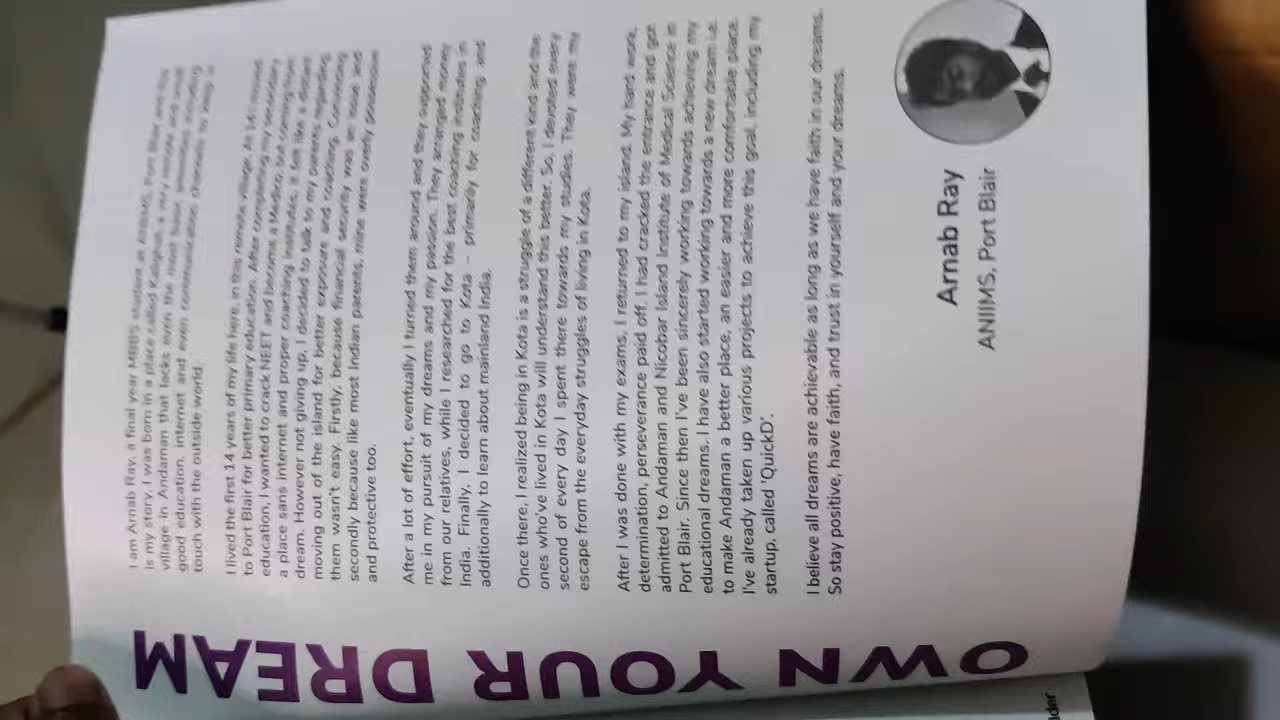 OWN YOUR DREAM
I am Arnab Ray, a final year MBBS student at ANIIMS, Port Blair and this
is my story. I was born in a place called Kalighat, a very remote and rural
village in Andaman that lacks even the most basic amenities including
good education, internet and even communication channels to keep in
touch with the outside world.
I lived the first 14 years of my life here, in this remote village. At 14, I moved
to Port Blair for better primary education. After completing my secondary
education, I wanted to crack NEET and become a Medico, but coming from
a place sans internet and proper coaching institutes, it felt like a distant
dream. However not giving up, I decided to talk to my parents regarding
moving out of the island for better exposure and coaching. Convincing
them wasn't easy. Firstly, because financial security was an issue and
secondly because like most Indian parents, mine were overly possessive
and protective too.
After a lot of effort, eventually I turned them around and they supported
me in my pursuit of my dreams and my passion. They arranged money
from our relatives, while I researched for the best coaching institutes in
India. Finally, I decided to go to Kota – primarily for coaching and
additionally to learn about mainland India.
Once there, I realized being in Kota is a struggle of a different kind and the
ones who've lived in Kota will understand this better. So, I devoted every
second of every day I spent there towards my studies. They were my
escape from the everyday struggles of living in Kota.
After I was done with my exams, I returned to my island. My hard work,
determination, perseverance paid off. I had cracked the entrance and got
admitted to Andaman and Nicobar Island Institute of Medical Science in
Port Blair. Since then I've been sincerely working towards achieving my
educational dreams. I have also started working towards a new dream i.e.
to make Andaman a better place, an easier and more comfortable place.
I've already taken up various projects to achieve this goal, including my
startup, called 'QuickD'.
I believe all dreams are achievable as long as we have faith in our dreams.
So stay positive, have faith, and trust in yourself and your dreams.
Arnab Ray
ANIIMS, Port Blair